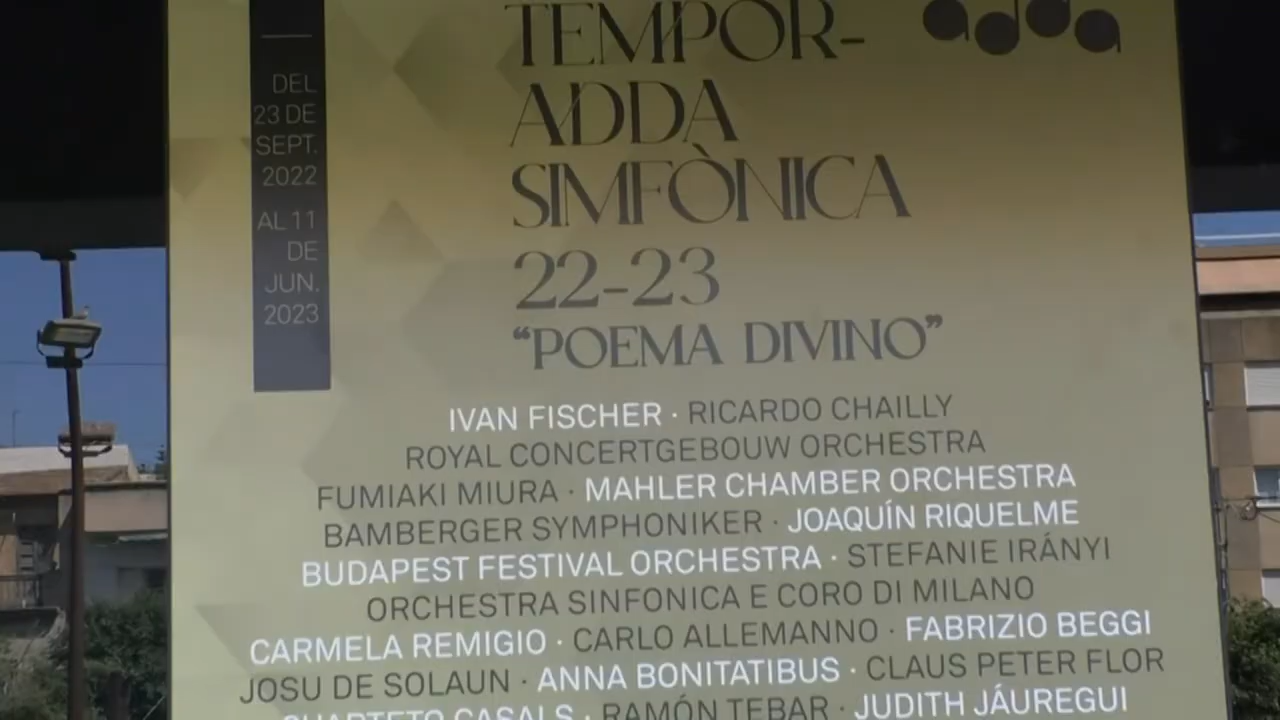 DEL
23 DE
SEPT.
2022
AL 11
DE
JUN.
2023
TEMPOR-
ADDA
SIMFÒNICA
22-23
“POEMA DIVINO”
adda
IVAN FISCHER · RICARDO CHAILLY
ROYAL CONCERTGEBOUW ORCHESTRA
FUMIAKI MIURA · MAHLER CHAMBER ORCHESTRA
BAMBERGER SYMPHONIKER · JOAQUÍN RIQUELME
BUDAPEST FESTIVAL ORCHESTRA · STEFANIE IRÁNYI
ORCHESTRA SINFONICA E CORO DI MILANO
CARMELA REMIGIO · CARLO ALLEMANNO · FABRIZIO BEGGI
JOSU DE SOLAUN · ANNA BONITATIBUS · CLAUS PETER FLOR
CUARTETO CASALS · RAMÓN TEBAR · JUDITH JÁUREGUI